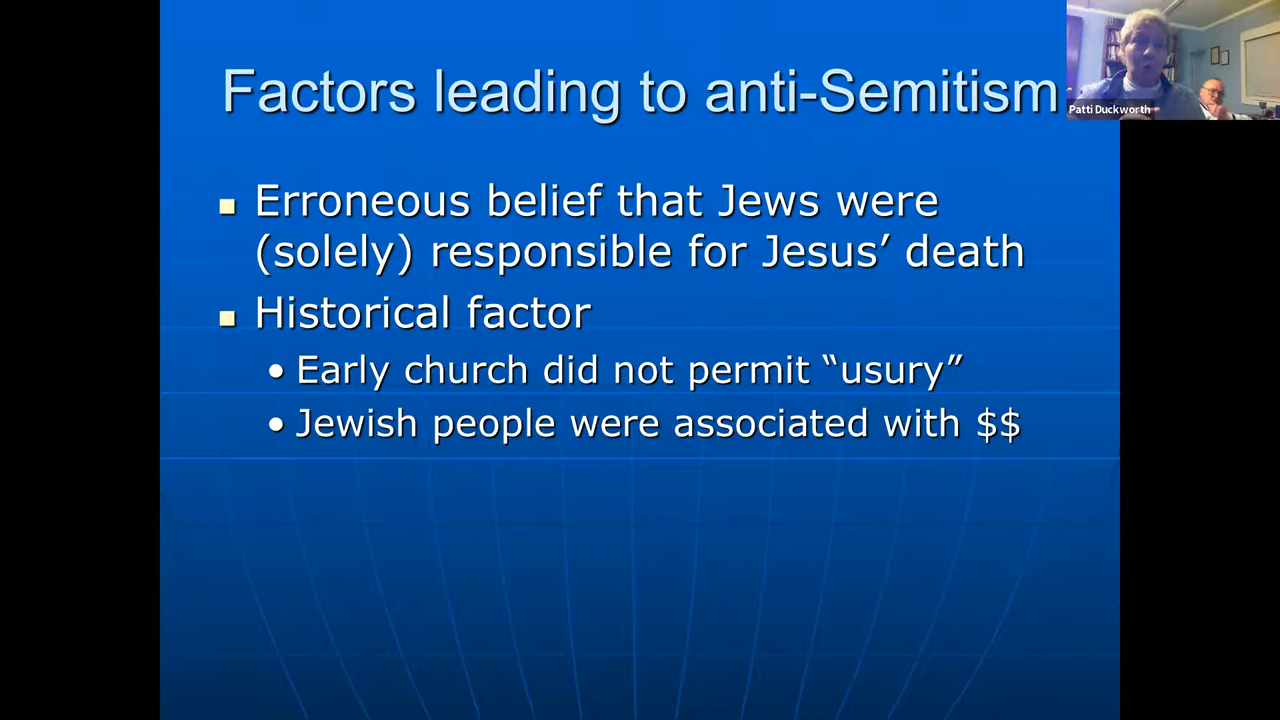 Factors leading to anti-Semitism
Patti Duckworth
Erroneous belief that Jews were
(solely) responsible for Jesus’ death
Historical factor
• Early church did not permit “usury”
• Jewish people were associated with $$